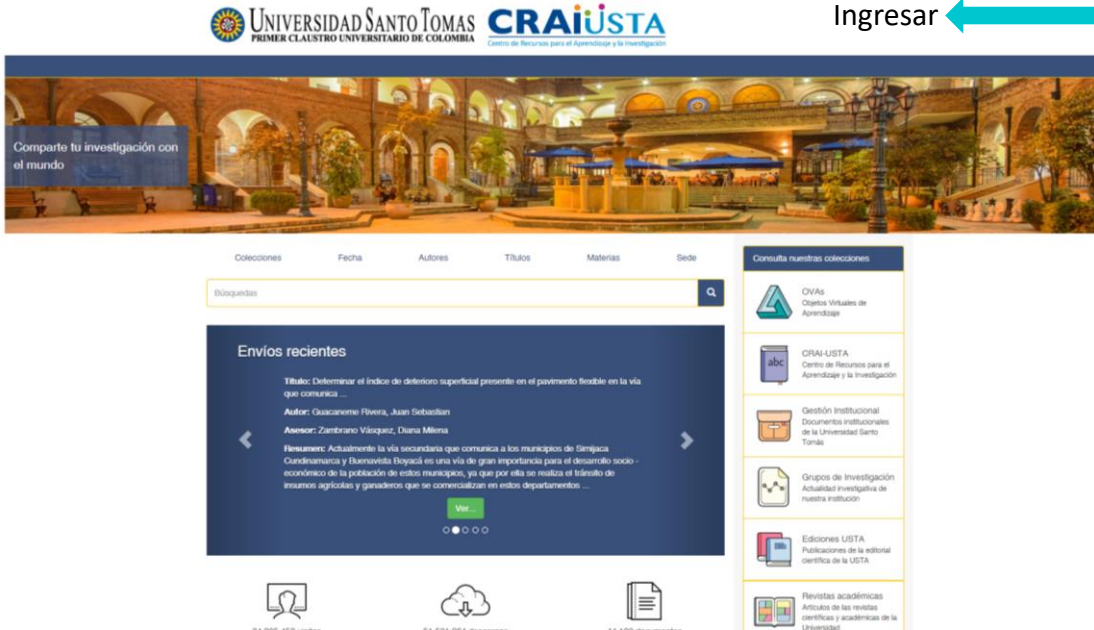 UNIVERSIDAD SANTO TOMAS
PRIMER CLAUSTRO UNIVERSITARIO DE COLOMBIA
CRAIUSTA
Centro de Recursos para el Aprendizaje y la Investigación
Ingresar
Comparte tu investigación con
el mundo
Colecciones Fecha Autores Títulos Materias Sede
Búsquedas
Envíos recientes
Título: Determinar el índice de deterioro superficial presente en el pavimento flexible en la vía
que comunica ...
Autor: Guacaneme Rivera, Juan Sebastian
Asesor: Zambrano Vásquez, Diana Milena
Resumen: Actualmente la vía secundaria que comunica a los municipios de Simijaca
Cundinamarca y Buenavista Boyacá es una vía de gran importancia para el desarrollo socio -
económico de la población de estos municipios, ya que por ella se realiza el tránsito de
insumos agrícolas y ganaderos que se comercializan en estos departamentos ...
Ver...
Consulta nuestras colecciones
OVAs
Objetos Virtuales de
Aprendizaje
abc
CRAI-USTA
Centro de Recursos para el
Aprendizaje y la Investigación
Gestión Institucional
Documentos institucionales
de la Universidad Santo
Tomás
Grupos de Investigación
Actualidad investigativa de
nuestra institución
Ediciones USTA
Publicaciones de la editorial
científica de la USTA
Revistas académicas
Artículos de las revistas
científicas y académicas de la
Universidad